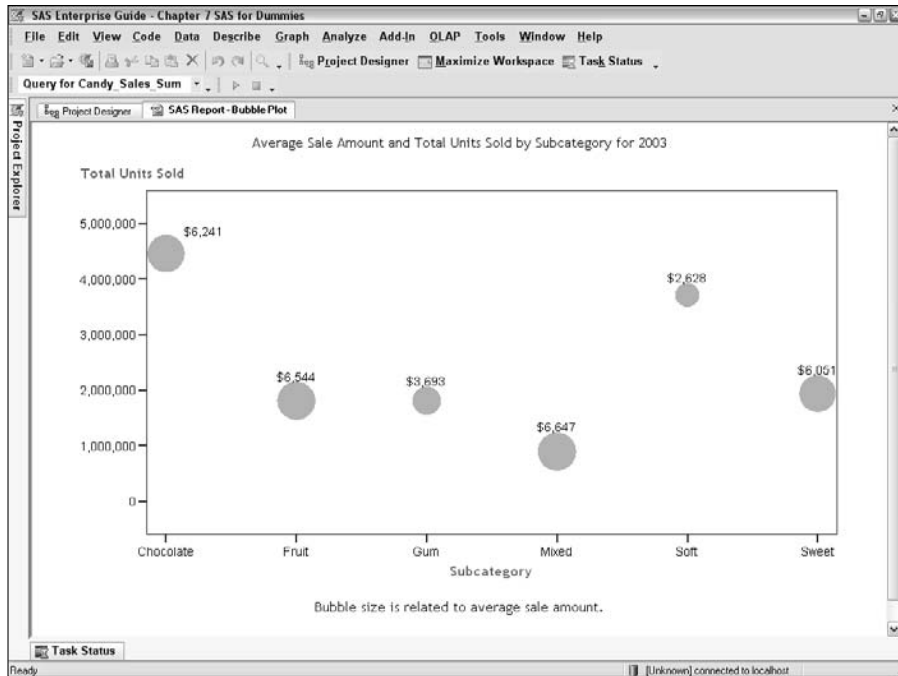 SAS Enterprise Guide - Chapter 7 SAS for Dummies
File Edit View Code Data Describe Graph Analyze Add-In OLAP Tools Window Help
Project Designer Maximize Workspace Task Status
Query for Candy_Sales_Sum
Project Explorer
Project Designer SAS Report - Bubble Plot
Average Sale Amount and Total Units Sold by Subcategory for 2003
Total Units Sold
5,000,000
$6,241
4,000,000
$2,628
3,000,000
2,000,000
$6,544 $3,693 $6,051
1,000,000
$6,647
0
Chocolate Fruit Gum Mixed Soft Sweet
Subcategory
Bubble size is related to average sale amount.
Task Status
Ready [Unknown] connected to localhost